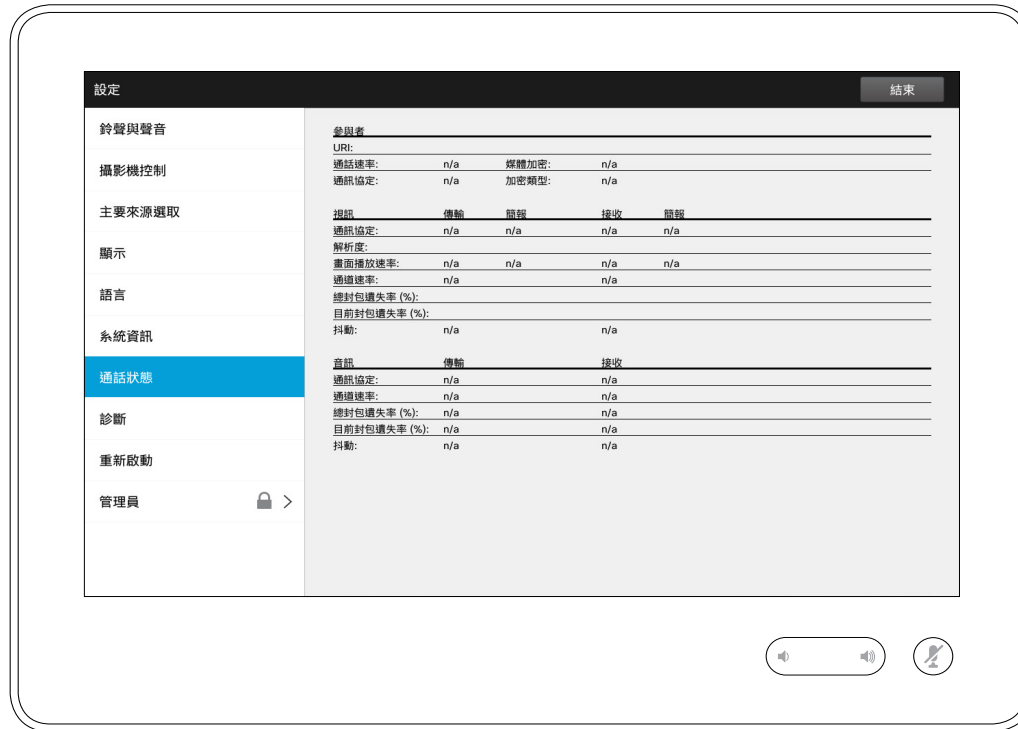 設定
結束
鈴聲與聲音
攝影機控制
主要來源選取
顯示
語言
系統資訊
通話狀態
診斷
重新啟動
管理員
參與者
URI:
通話速率: n/a 媒體加密: n/a
通訊協定: n/a 加密類型: n/a
視訊 傳輸 簡報 接收 簡報
通訊協定: n/a n/a n/a n/a
解析度:
畫面播放速率: n/a n/a n/a n/a
通道速率: n/a n/a
總封包遺失率 (%):
目前封包遺失率 (%):
抖動: n/a n/a
音訊 傳輸 接收
通訊協定: n/a n/a
通道速率: n/a n/a
總封包遺失率 (%): n/a n/a
目前封包遺失率 (%): n/a n/a
抖動: n/a n/a